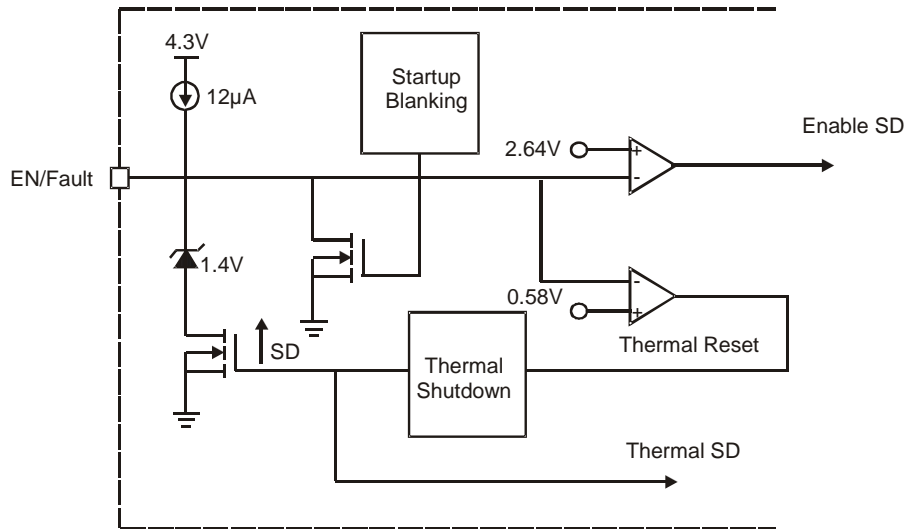 4.3V
12µA
Startup
Blanking
Enable SD
2.64V
+
-
EN/Fault
1.4V
0.58V
-
+
SD
Thermal
Shutdown
Thermal Reset
Thermal SD